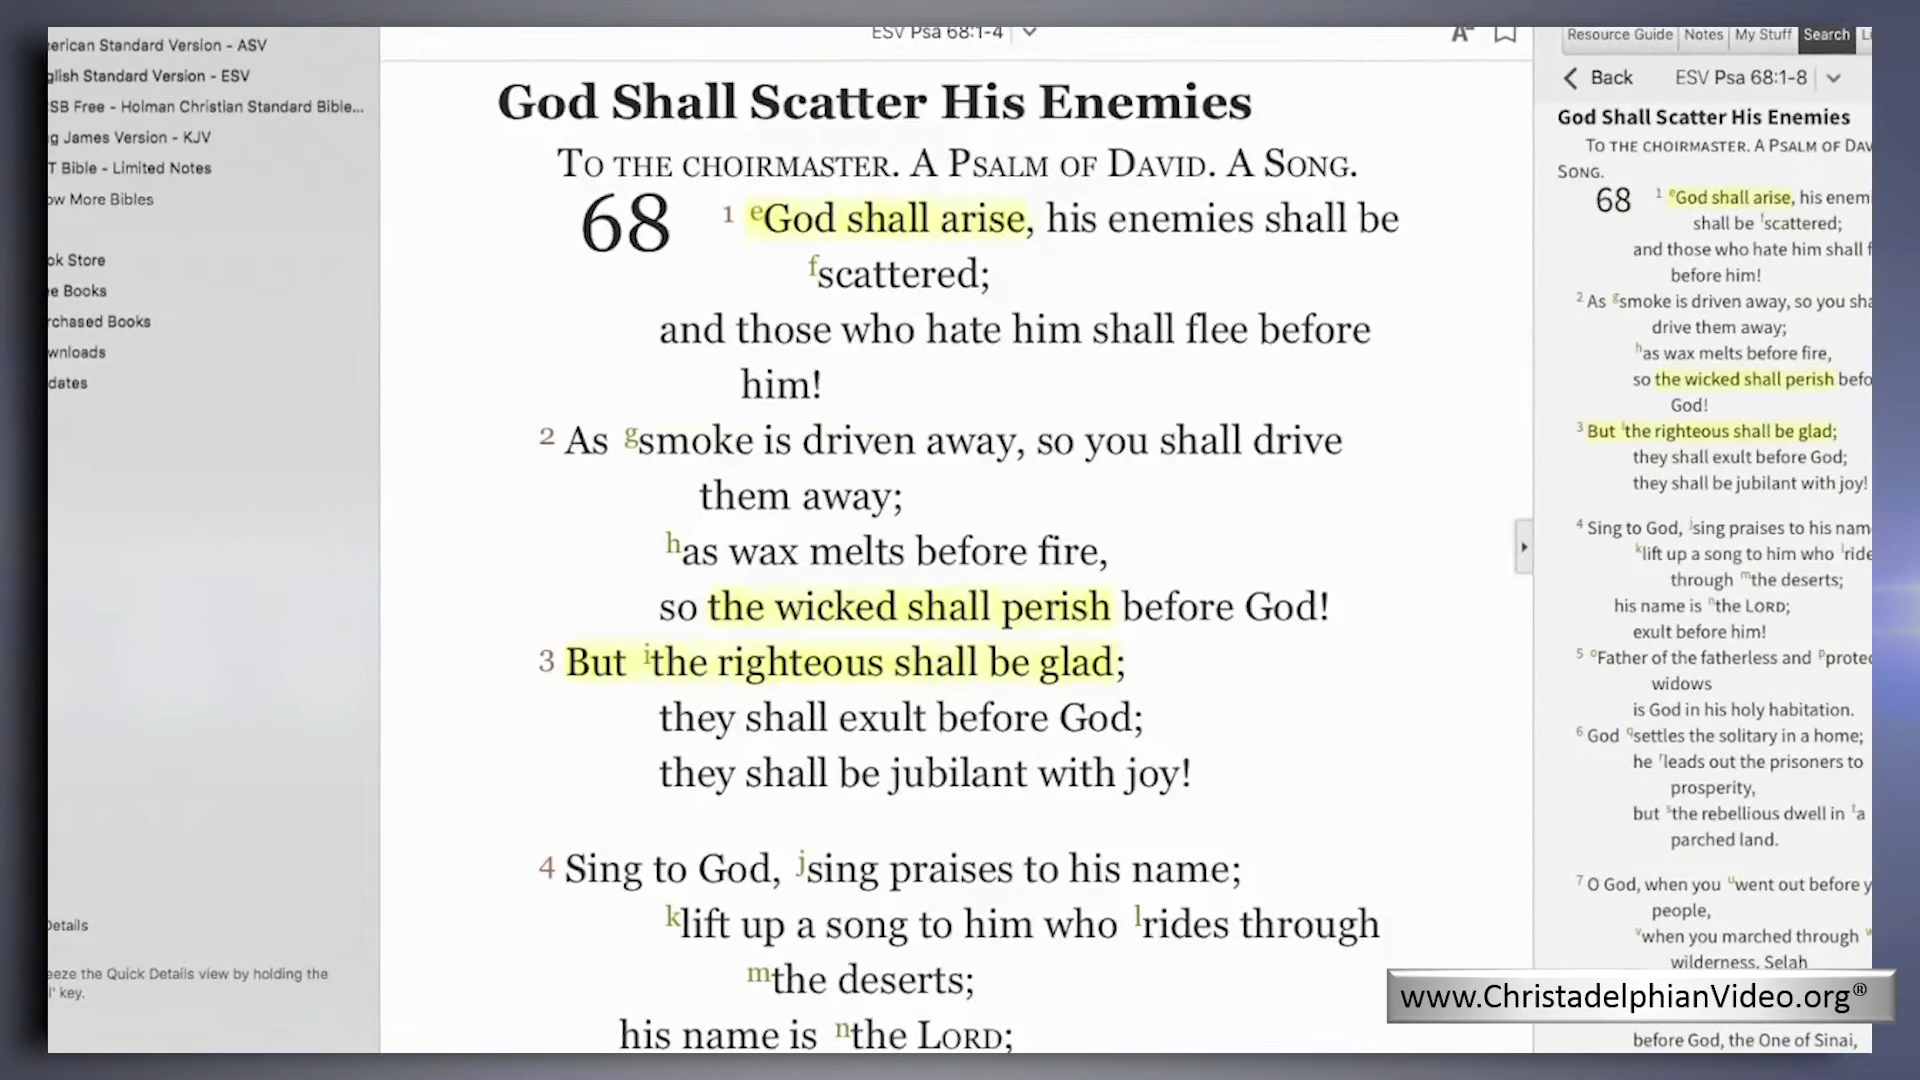 erican Standard Version - ASV
glish Standard Version - ESV
SB Free - Holman Christian Standard Bible...
g James Version - KJV
T Bible - Limited Notes
ow More Bibles
ok Store
e Books
rchased Books
wnloads
dates
Details
eeze the Quick Details view by holding the
l' key.
ESV Psa 68:1-4
God Shall Scatter His Enemies
To the choirmaster. A Psalm of David. A Song.
68 1 eGod shall arise, his enemies shall be
fscattered;
and those who hate him shall flee before
him!
2 As gsmoke is driven away, so you shall drive
them away;
has wax melts before fire,
so the wicked shall perish before God!
3 But ithe righteous shall be glad;
they shall exult before God;
they shall be jubilant with joy!
4 Sing to God, jsing praises to his name;
klift up a song to him who lrides through
mthe deserts;
his name is nthe Lord;
Resource Guide Notes My Stuff Search Li
Back ESV Psa 68:1-8
God Shall Scatter His Enemies
To the choirmaster. A Psalm of Dav
Song.
68 1 eGod shall arise, his enem
shall be fscattered;
and those who hate him shall f
before him!
2 As gsmoke is driven away, so you sha
drive them away;
has wax melts before fire,
so the wicked shall perish befo
God!
3 But ithe righteous shall be glad;
they shall exult before God;
they shall be jubilant with joy!
4 Sing to God, jsing praises to his nam
klift up a song to him who lride
through mthe deserts;
his name is nthe Lord;
exult before him!
5 oFather of the fatherless and pprotec
widows
is God in his holy habitation.
6 God qsettles the solitary in a home;
he rleads out the prisoners to
prosperity,
but sthe rebellious dwell in ta
parched land.
7 O God, when you uwent out before y
people,
vwhen you marched through w
wilderness. Selah
www.ChristadelphianVideo.org®
before God, the One of Sinai,